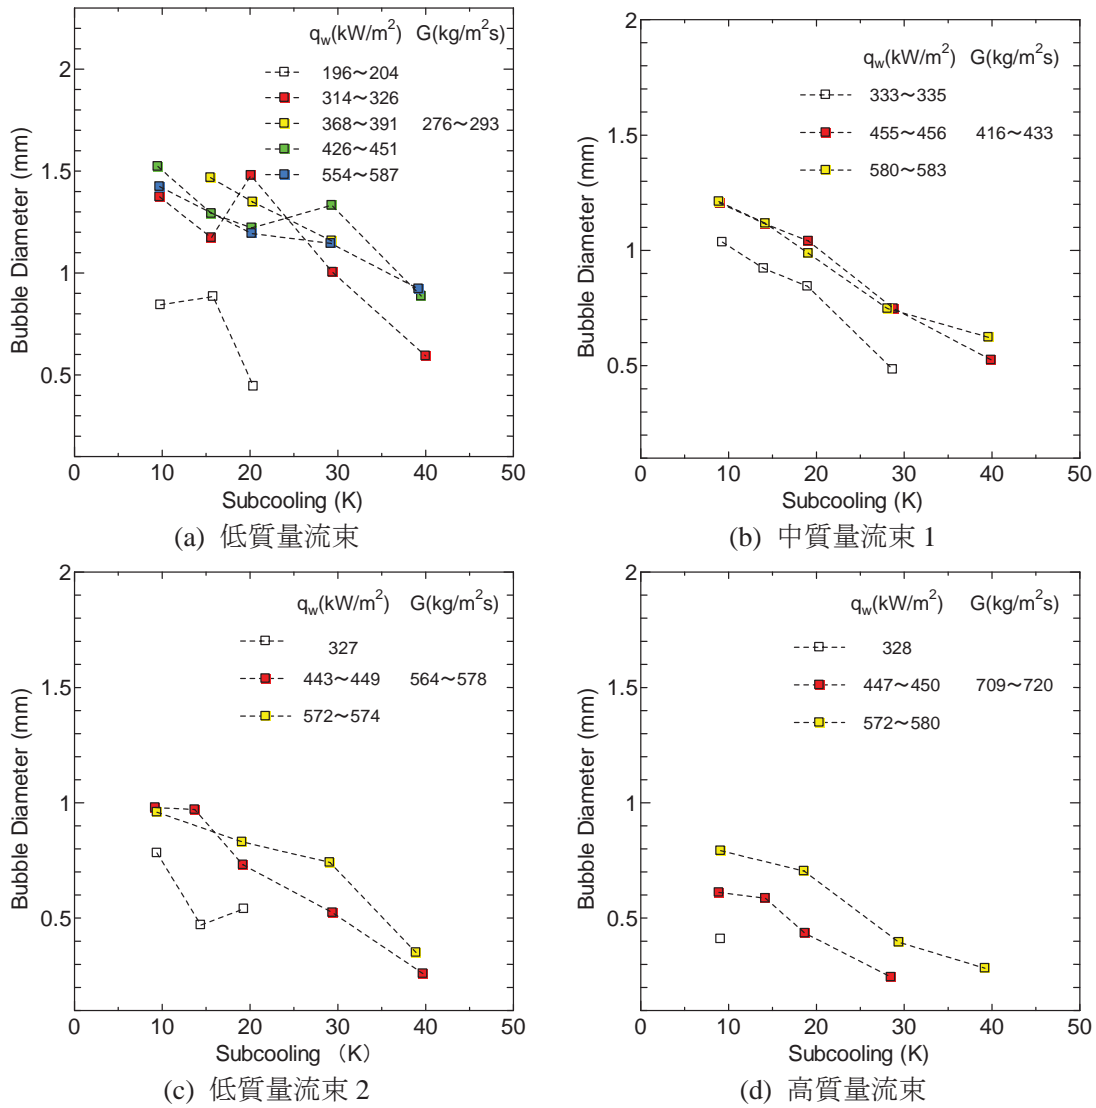 q_w(kW/m²) G(kg/m²s)
196～204
314～326
368～391 276～293
426～451
554～587
2
1.5
1
0.5
Bubble Diameter (mm)
0 10 20 30 40 50
Subcooling (K)
(a) 低質量流束
q_w(kW/m²) G(kg/m²s)
333～335
455～456 416～433
580～583
2
1.5
1
0.5
Bubble Diameter (mm)
0 10 20 30 40 50
Subcooling (K)
(b) 中質量流束 1
q_w(kW/m²) G(kg/m²s)
327
443～449 564～578
572～574
2
1.5
1
0.5
Bubble Diameter (mm)
0 10 20 30 40 50
Subcooling （K）
(c) 低質量流束 2
q_w(kW/m²) G(kg/m²s)
328
447～450 709～720
572～580
2
1.5
1
0.5
Bubble Diameter (mm)
0 10 20 30 40 50
Subcooling (K)
(d) 高質量流束